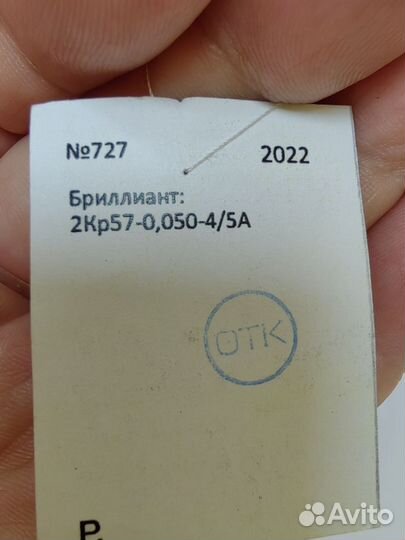 №727 2022
Бриллиант:
2Кр57-0,050-4/5А
ОТК
Р.
Avito